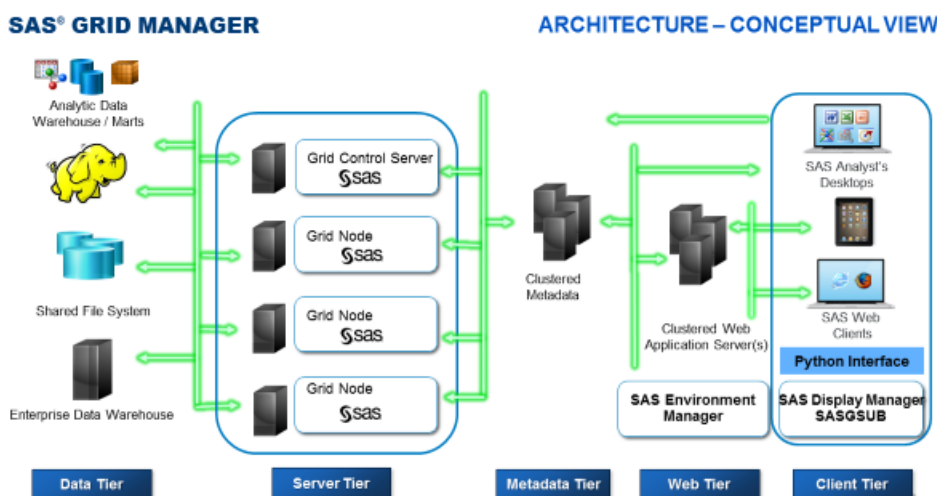 SAS® GRID MANAGER
ARCHITECTURE – CONCEPTUAL VIEW
Analytic Data
Warehouse / Marts
Shared File System
Enterprise Data Warehouse
Grid Control Server
sas
Grid Node
sas
Grid Node
sas
Grid Node
sas
Clustered
Metadata
Clustered Web
Application Server(s)
SAS Environment
Manager
SAS Analyst's
Desktops
SAS Web
Clients
Python Interface
SAS Display Manager
SASGSUB
Data Tier
Server Tier
Metadata Tier
Web Tier
Client Tier